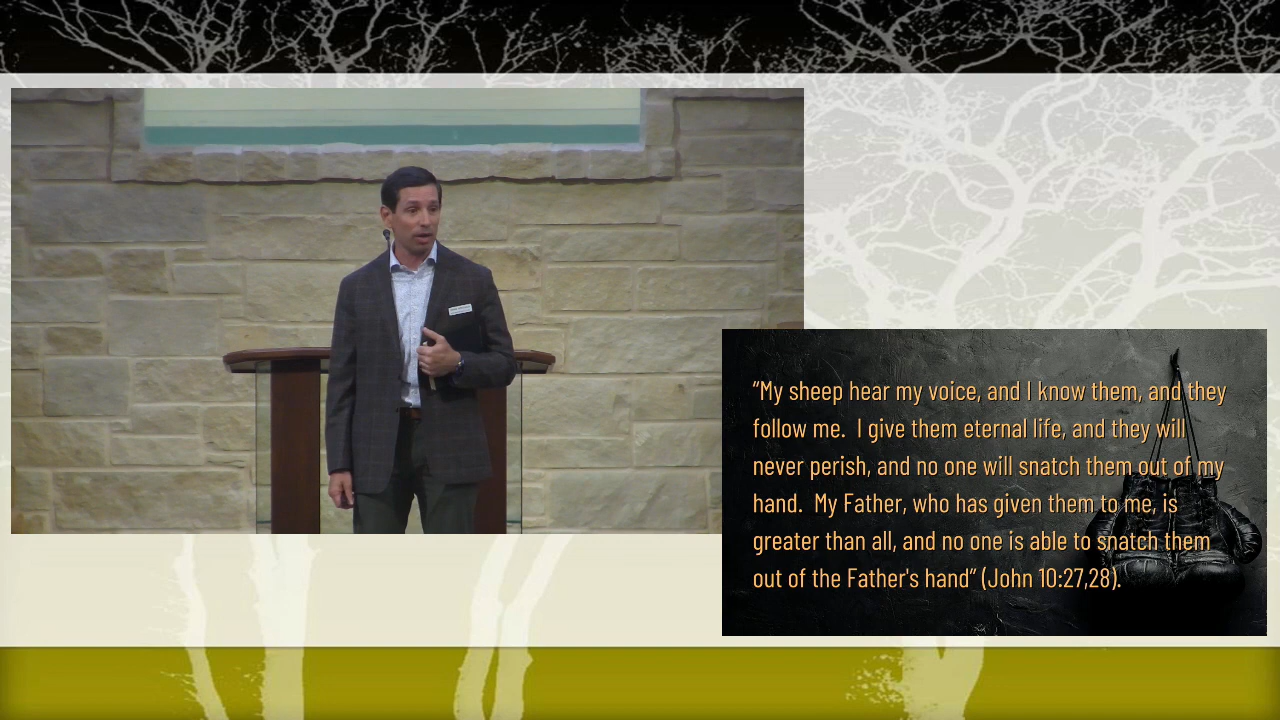 “My sheep hear my voice, and I know them, and they
follow me.  I give them eternal life, and they will
never perish, and no one will snatch them out of my
hand.  My Father, who has given them to me, is
greater than all, and no one is able to snatch them
out of the Father's hand” (John 10:27,28).